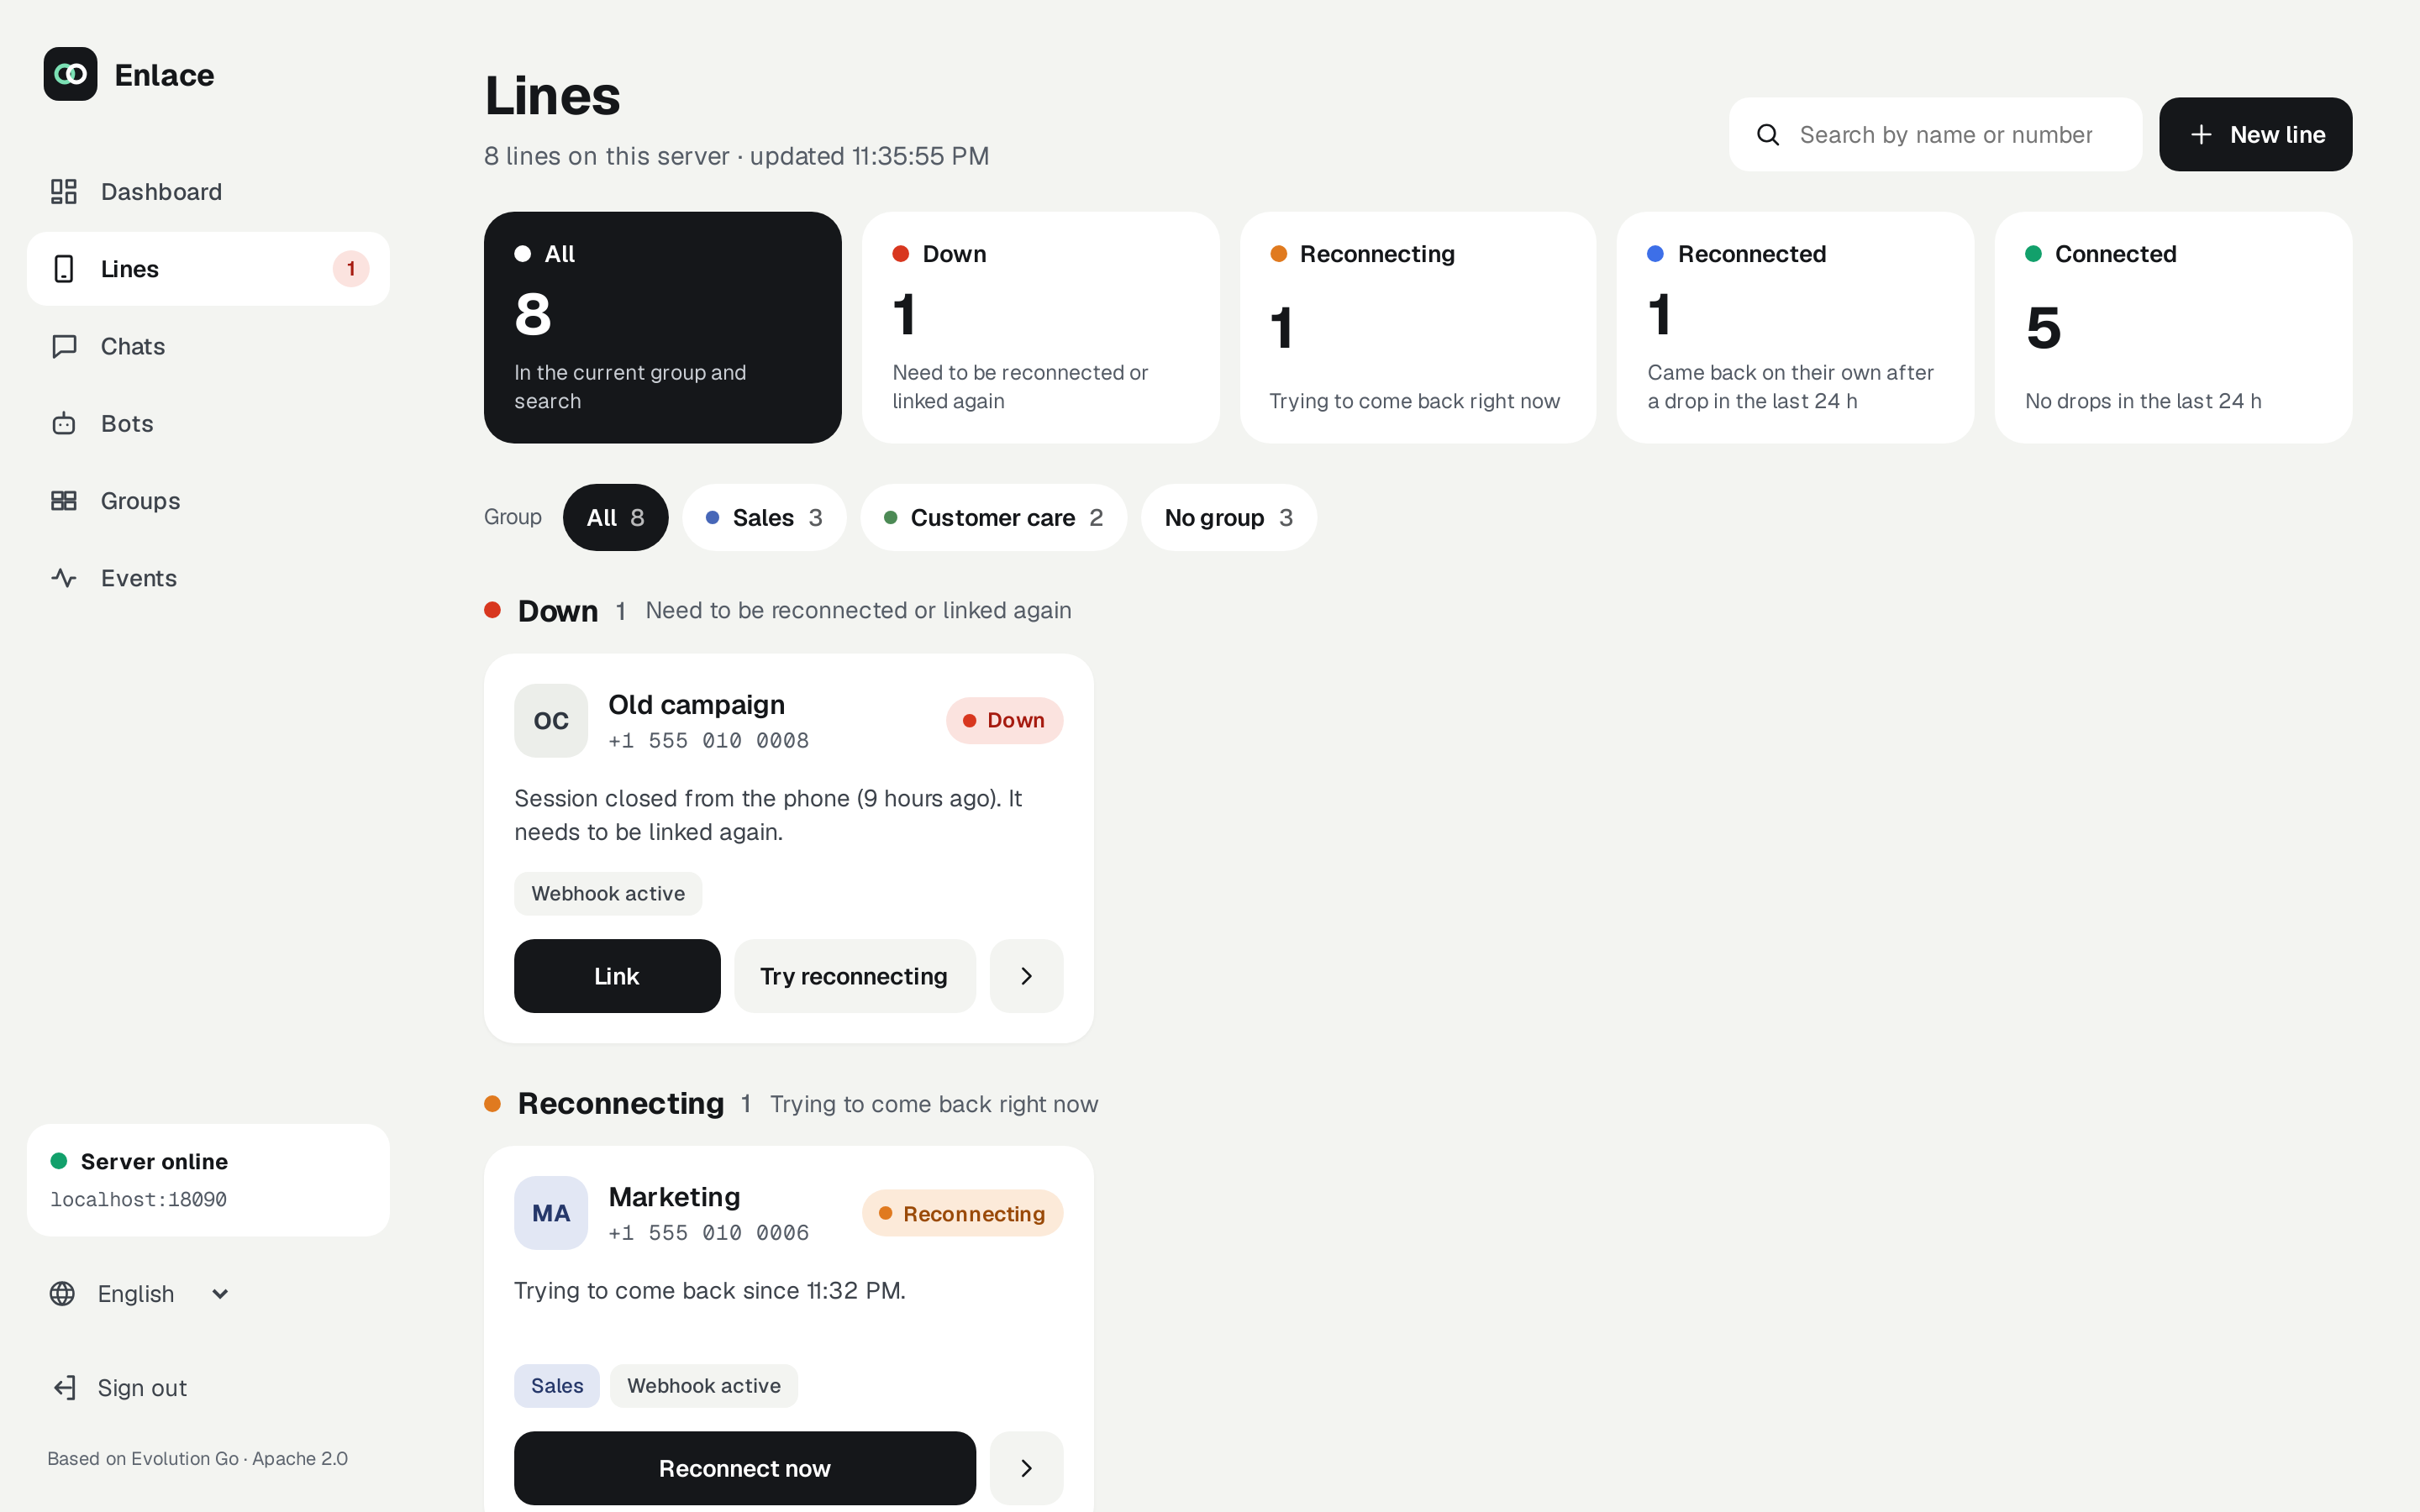 Enlace
Dashboard
Lines 1
Chats
Bots
Groups
Events
Server online
localhost:18090
English
Sign out
Based on Evolution Go · Apache 2.0
Lines
8 lines on this server · updated 11:35:55 PM
Search by name or number
New line
All
8
In the current group and
search
Down
1
Need to be reconnected or
linked again
Reconnecting
1
Trying to come back right now
Reconnected
1
Came back on their own after
a drop in the last 24 h
Connected
5
No drops in the last 24 h
Group All 8 Sales 3 Customer care 2 No group 3
Down 1 Need to be reconnected or linked again
OC
Old campaign
+1 555 010 0008
Down
Session closed from the phone (9 hours ago). It
needs to be linked again.
Webhook active
Link Try reconnecting
Reconnecting 1 Trying to come back right now
MA
Marketing
+1 555 010 0006
Reconnecting
Trying to come back since 11:32 PM.
Sales Webhook active
Reconnect now